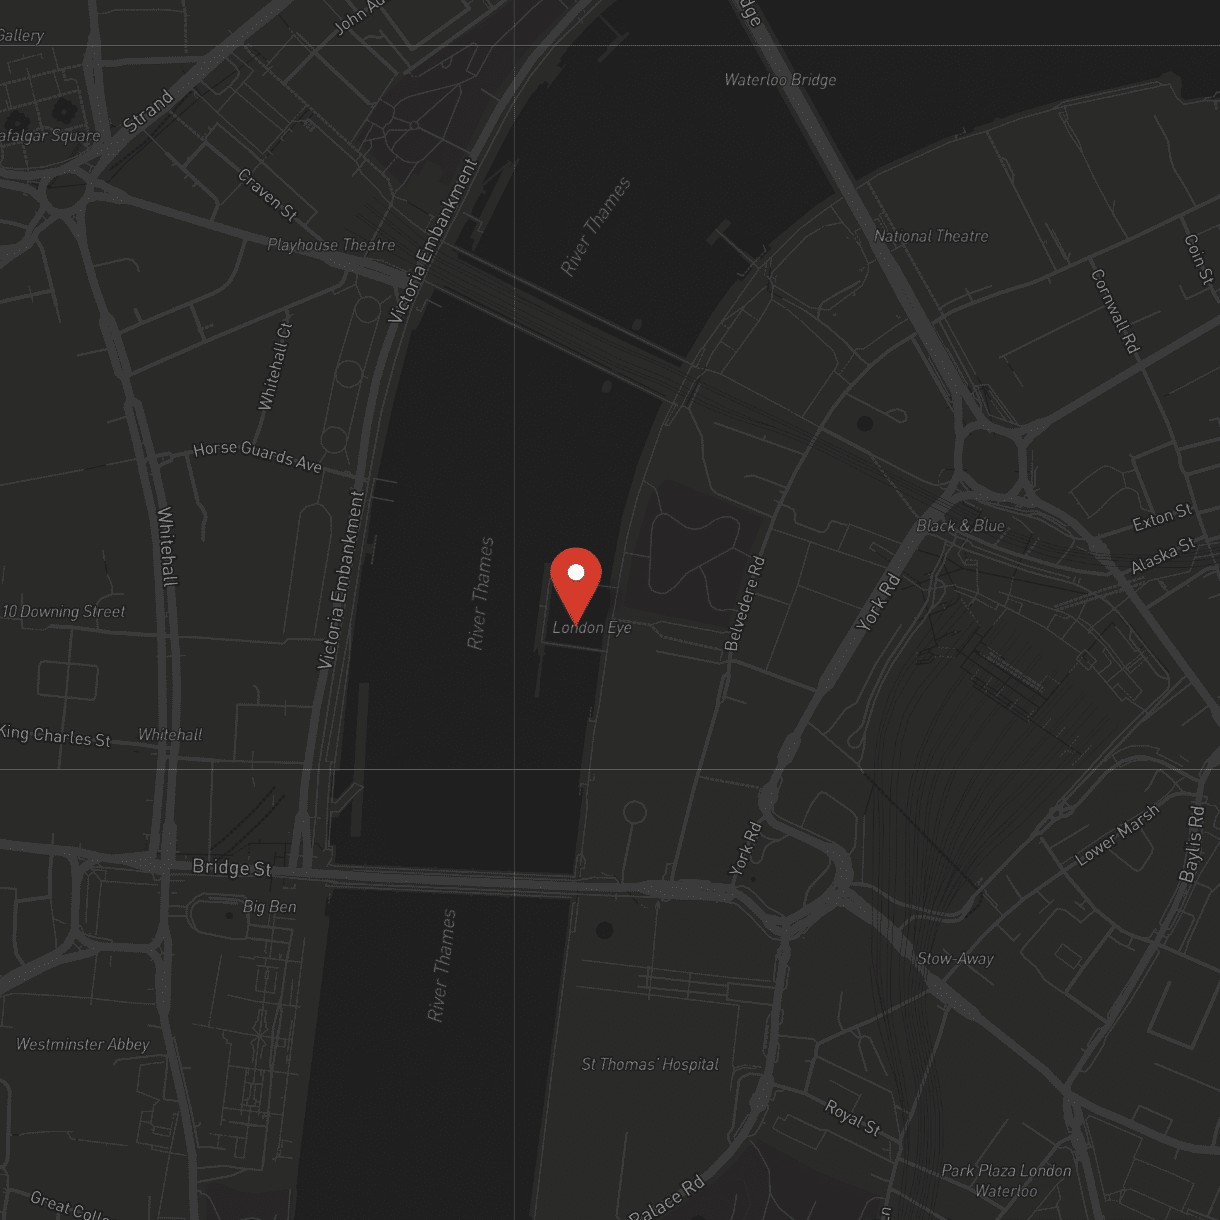 John Ad
Gallery
dge
Waterloo Bridge
Strand
afalgar Square
Craven St
Victoria Embankment
River Thames
National Theatre
Coin St
Playhouse Theatre
Cornwall Rd
Whitehall Ct
Horse Guards Ave
Whitehall
Victoria Embankment
River Thames
Black & Blue
Exton St
Alaska St
Belvedere Rd
York Rd
10 Downing Street
London Eye
King Charles St
Whitehall
York Rd
Lower Marsh
Baylis Rd
Bridge St
Big Ben
River Thames
Stow-Away
Westminster Abbey
St Thomas' Hospital
Royal St
Park Plaza London
Waterloo
Palace Rd
Great Colle
n